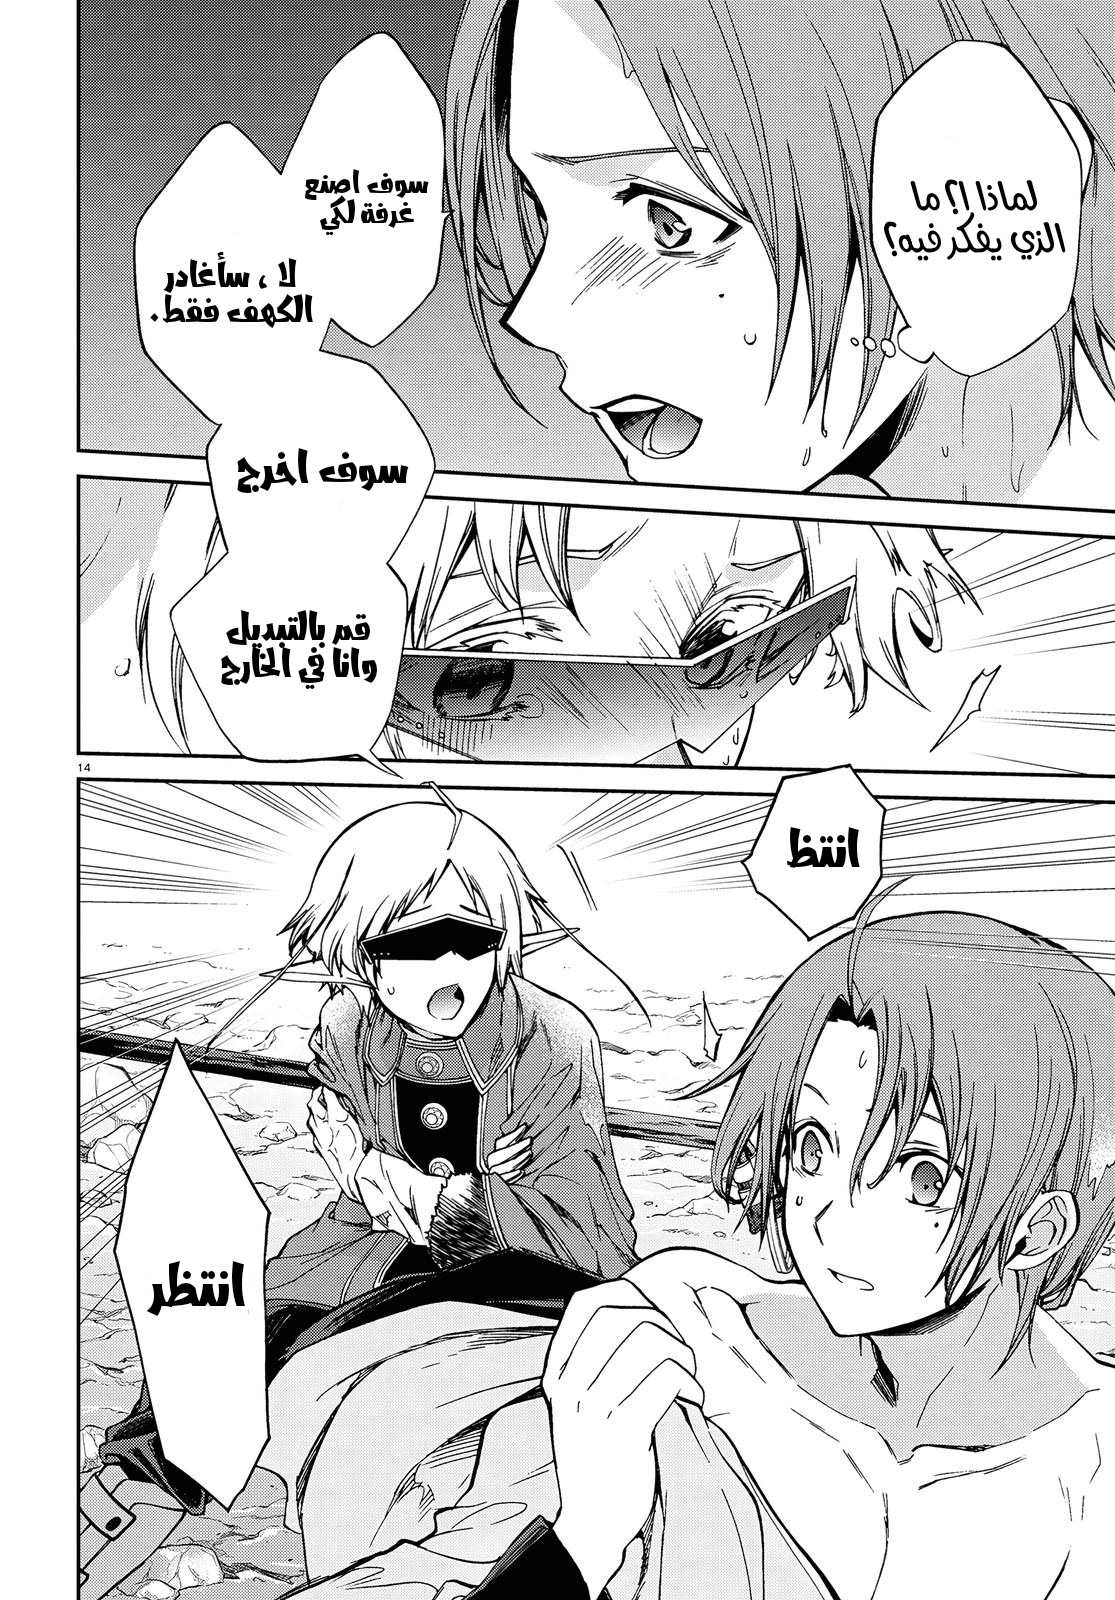 لماذا !؟ ما
الذي يفكر فيه؟
سوف اصنع
غرفة لكي
لا ، سأغادر
الكهف فقط.
سوف اخرج
قم بالتبديل
وانا في الخارج
14
انتظ
انتظر